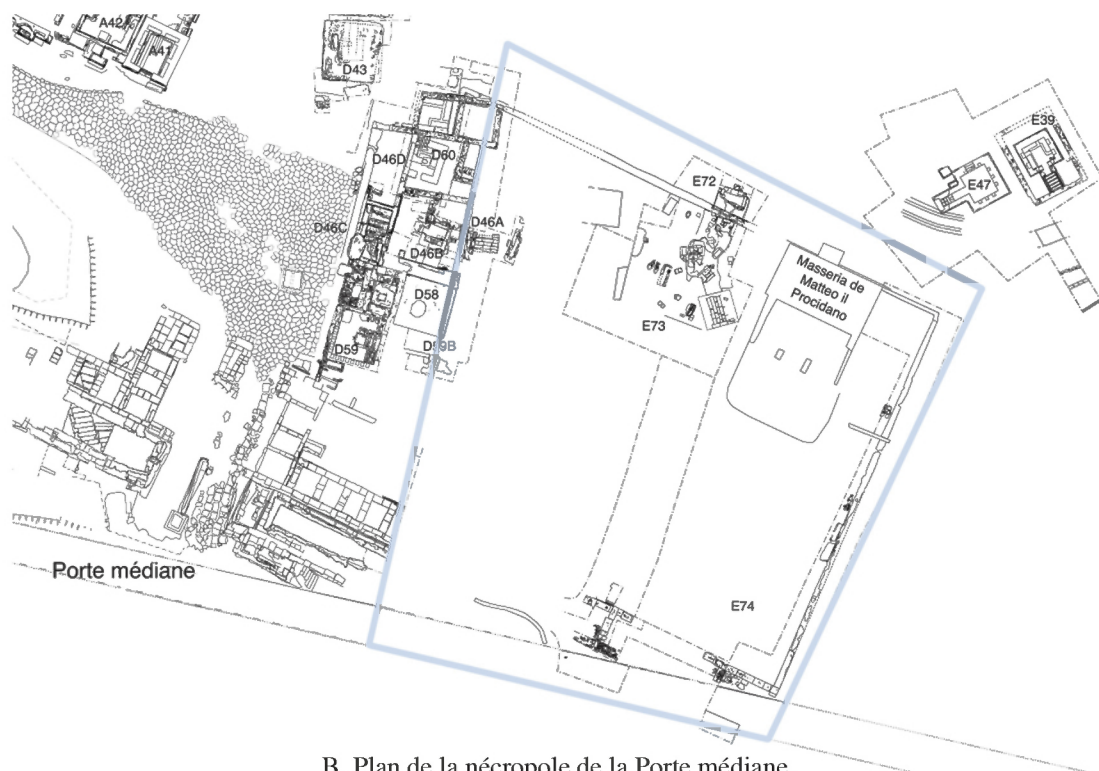 A42
A41
D43
E39
D46D
D60
E47
E72
D46C
D46A
D46B
Masseria de
Matteo il
Procidano
D58
E73
D59
D59B
Porte médiane
E74
B. Plan de la nécropole de la Porte médiane